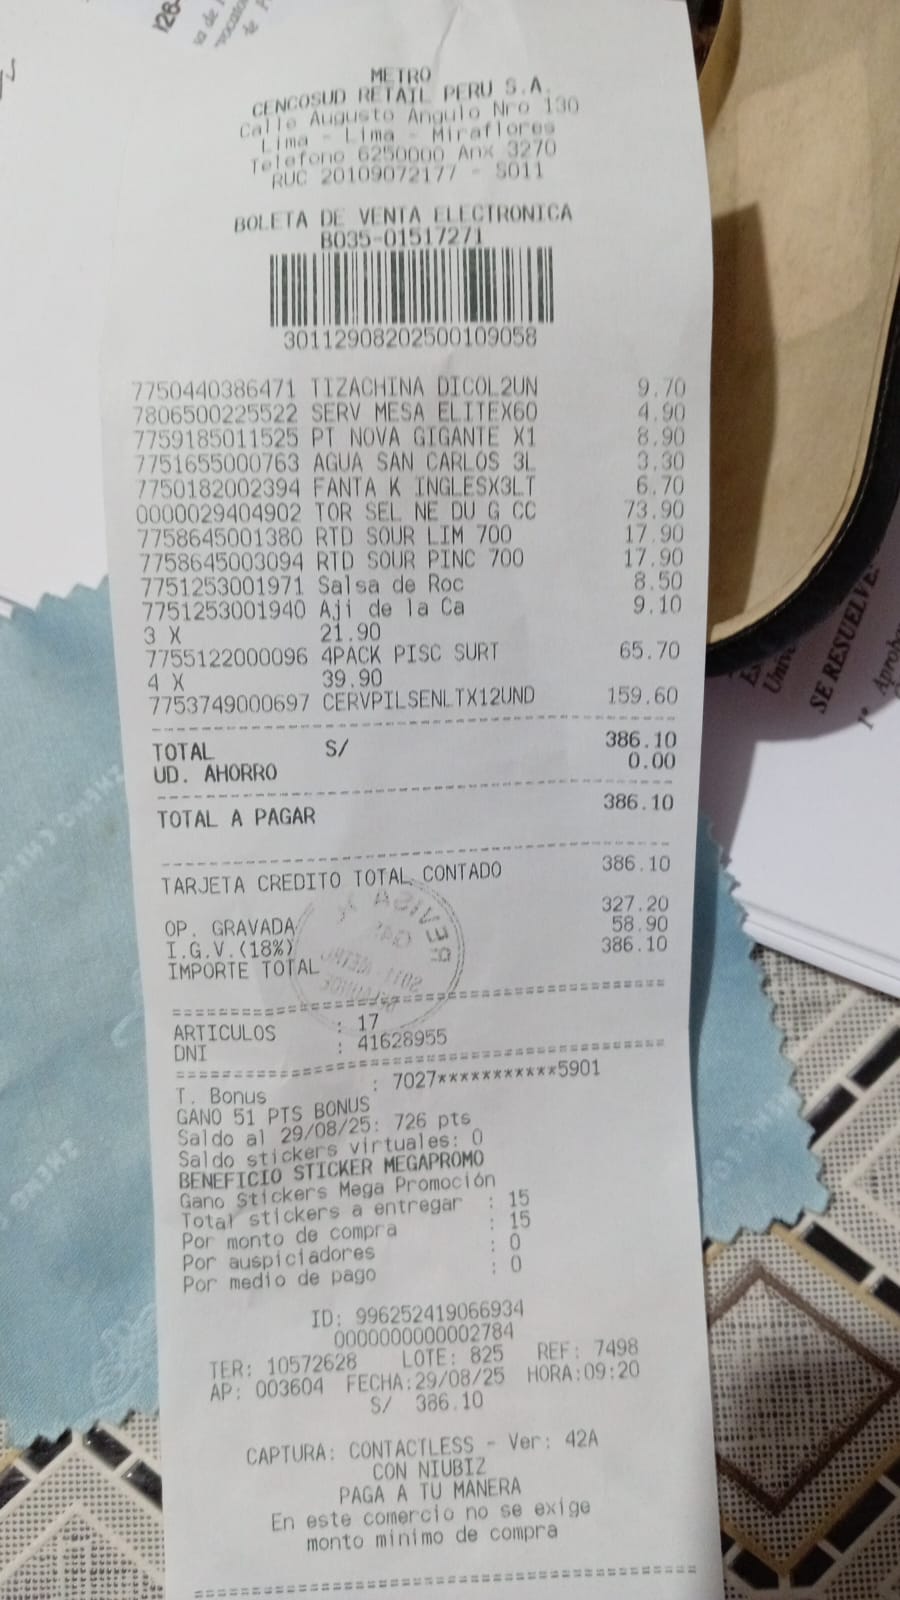 METRO
CENCOSUD RETAIL PERU S.A.
Calle Augusto Angulo Nro 130
Lima - Lima - Miraflores
Telefono 6250000 Anx 3270
RUC 20109072177 - S011
BOLETA DE VENTA ELECTRONICA
B035-01517271
301129082025001090​58
7750440386471 TIZACHINA DICOL2UN 9.70
7806500225522 SERV MESA ELITEX60 4.90
7759185011525 PT NOVA GIGANTE X1 8.90
7751655000763 AGUA SAN CARLOS 3L 3.30
7750182002394 FANTA K INGLESX3LT 6.70
0000029404902 TOR SEL NE DU G CC 73.90
7758645001380 RTD SOUR LIM 700 17.90
7758645003094 RTD SOUR PINC 700 17.90
7751253001971 Salsa de Roc 8.50
7751253001940 Aji de la Ca 9.10
3 X 21.90
7755122000096 4PACK PISC SURT 65.70
4 X 39.90
7753749000697 CERVPILSENLTX12UND 159.60
TOTAL S/ 386.10
UD. AHORRO 0.00
TOTAL A PAGAR 386.10
TARJETA CREDITO TOTAL CONTADO 386.10
OP. GRAVADA 327.20
I.G.V.(18%) 58.90
IMPORTE TOTAL 386.10
REVISA
ARTICULOS : 17
DNI : 41628955
T. Bonus : 7027***********5901
GANO 51 PTS BONUS
Saldo al 29/08/25: 726 pts
Saldo stickers virtuales: 0
BENEFICIO STICKER MEGAPROMO
Gano Stickers Mega Promoción
Total stickers a entregar : 15
Por monto de compra : 15
Por auspiciadores : 0
Por medio de pago : 0
ID: 996252419066934
0000000000002784
TER: 10572628 LOTE: 825 REF: 7498
AP: 003604 FECHA:29/08/25 HORA:09:20
S/ 386.10
CAPTURA: CONTACTLESS - Ver: 42A
CON NIUBIZ
PAGA A TU MANERA
En este comercio no se exige
monto minimo de compra
SE RESUELVE:
1° Aprobar